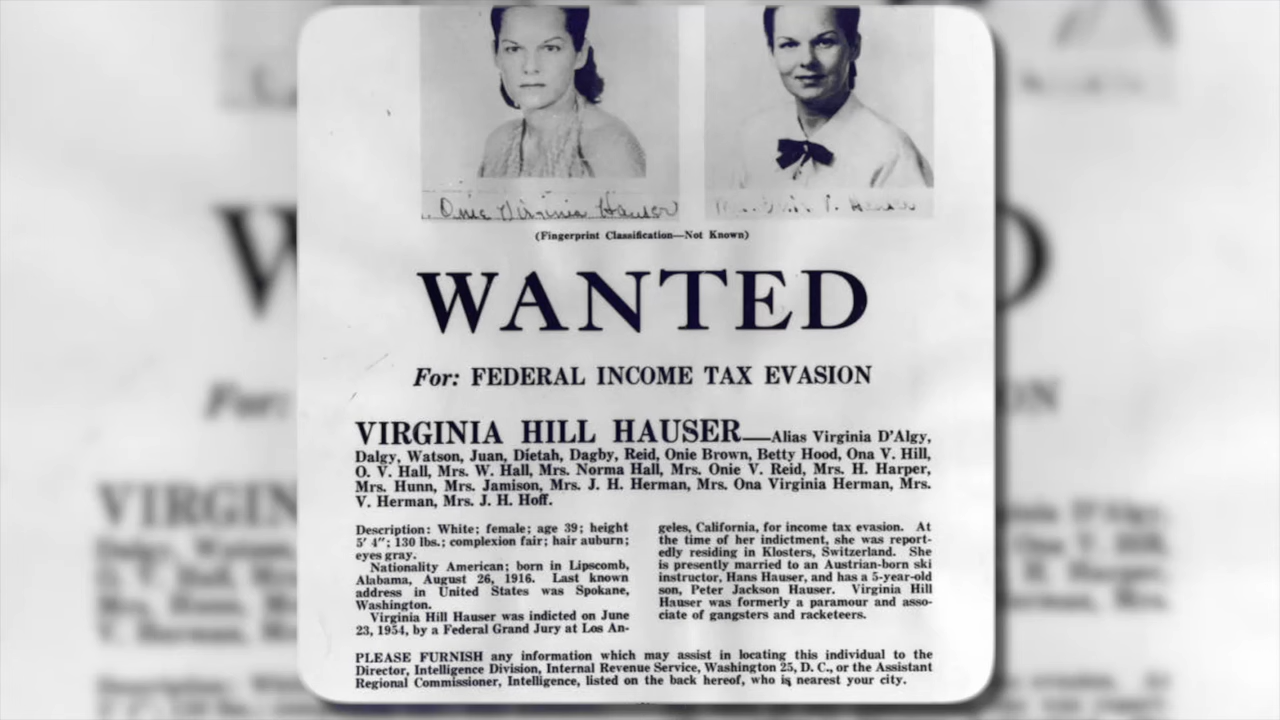 Onie Virginia Hauser
(Fingerprint Classification—Not Known)
WANTED
For: FEDERAL INCOME TAX EVASION
VIRGINIA HILL HAUSER—Alias Virginia D'Algy,
Dalgy, Watson, Juan, Dietah, Dagby, Reid, Onie Brown, Betty Hood, Ona V. Hill,
O. V. Hall, Mrs. W. Hall, Mrs. Norma Hall, Mrs. Onie V. Reid, Mrs. H. Harper,
Mrs. Hunn, Mrs. Jamison, Mrs. J. H. Herman, Mrs. Ona Virginia Herman, Mrs.
V. Herman, Mrs. J. H. Hoff.
Description: White; female; age 39; height
5' 4"; 130 lbs.; complexion fair; hair auburn;
eyes gray.
Nationality American; born in Lipscomb,
Alabama, August 26, 1916. Last known
address in United States was Spokane,
Washington.
Virginia Hill Hauser was indicted on June
23, 1954, by a Federal Grand Jury at Los An-
geles, California, for income tax evasion. At
the time of her indictment, she was report-
edly residing in Klosters, Switzerland. She
is presently married to an Austrian-born ski
instructor, Hans Hauser, and has a 5-year-old
son, Peter Jackson Hauser. Virginia Hill
Hauser was formerly a paramour and asso-
ciate of gangsters and racketeers.
PLEASE FURNISH any information which may assist in locating this individual to the
Director, Intelligence Division, Internal Revenue Service, Washington 25, D. C., or the Assistant
Regional Commissioner, Intelligence, listed on the back hereof, who is nearest your city.